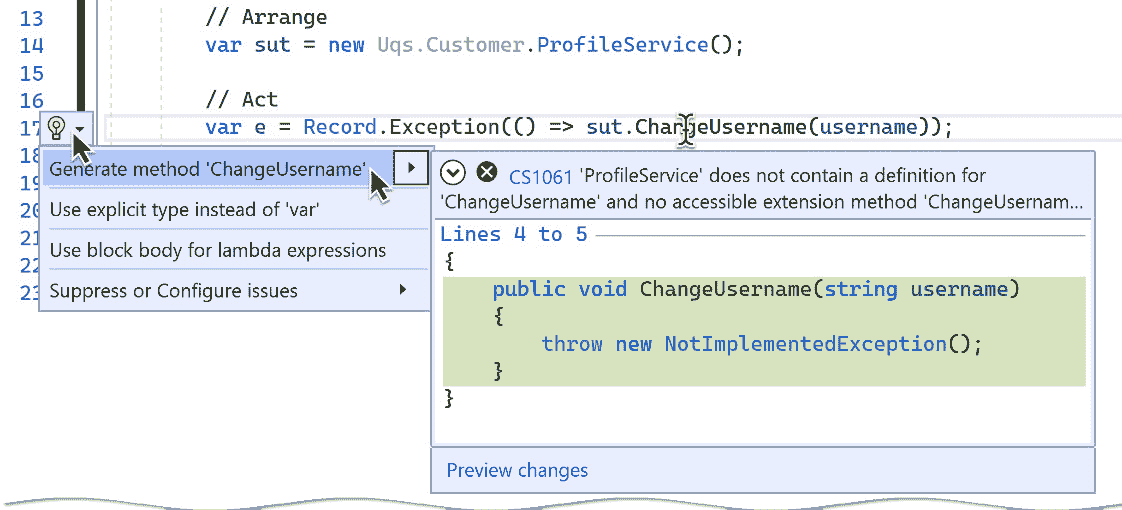 13 // Arrange
14 var sut = new Uqs.Customer.ProfileService();
15
16 // Act
17 var e = Record.Exception(() => sut.ChangeUsername(username));
18
19
20
21
22
23
Generate method 'ChangeUsername'
Use explicit type instead of 'var'
Use block body for lambda expressions
Suppress or Configure issues
CS1061 'ProfileService' does not contain a definition for
'ChangeUsername' and no accessible extension method 'ChangeUsernam...
Lines 4 to 5
{
public void ChangeUsername(string username)
{
throw new NotImplementedException();
}
}
Preview changes